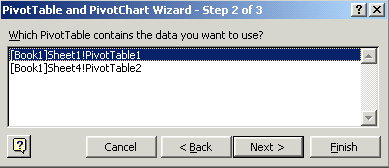 PivotTable and PivotChart Wizard - Step 2 of 3
Which PivotTable contains the data you want to use?
[Book1]Sheet1!PivotTable1
[Book1]Sheet4!PivotTable2
?
Cancel
< Back
Next >
Finish